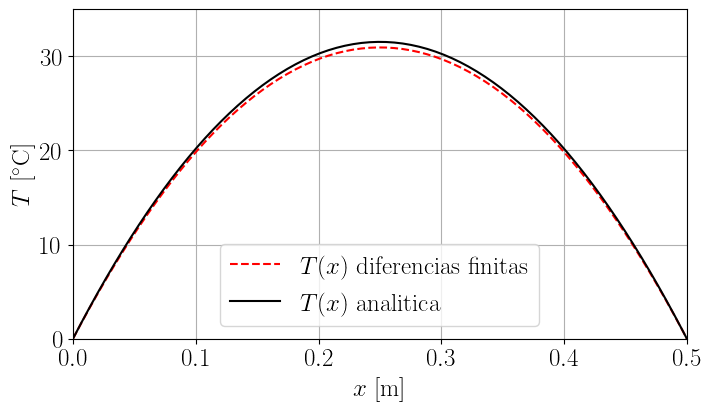 30
20
10
0
T [°C]
T(x) diferencias finitas
T(x) analitica
0.0 0.1 0.2 0.3 0.4 0.5
x [m]